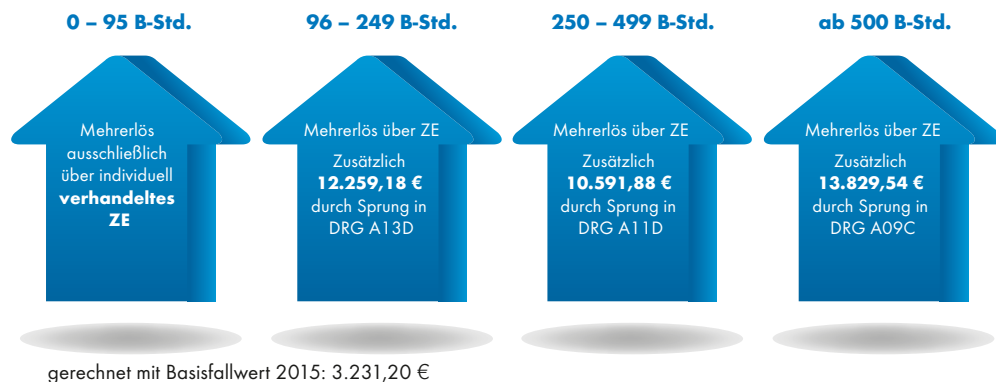 0 – 95 B-Std.
Mehrerlös
ausschließlich
über individuell
verhandeltes
ZE
96 – 249 B-Std.
Mehrerlös über ZE
Zusätzlich
12.259,18 €
durch Sprung in
DRG A13D
250 – 499 B-Std.
Mehrerlös über ZE
Zusätzlich
10.591,88 €
durch Sprung in
DRG A11D
ab 500 B-Std.
Mehrerlös über ZE
Zusätzlich
13.829,54 €
durch Sprung in
DRG A09C
gerechnet mit Basisfallwert 2015: 3.231,20 €